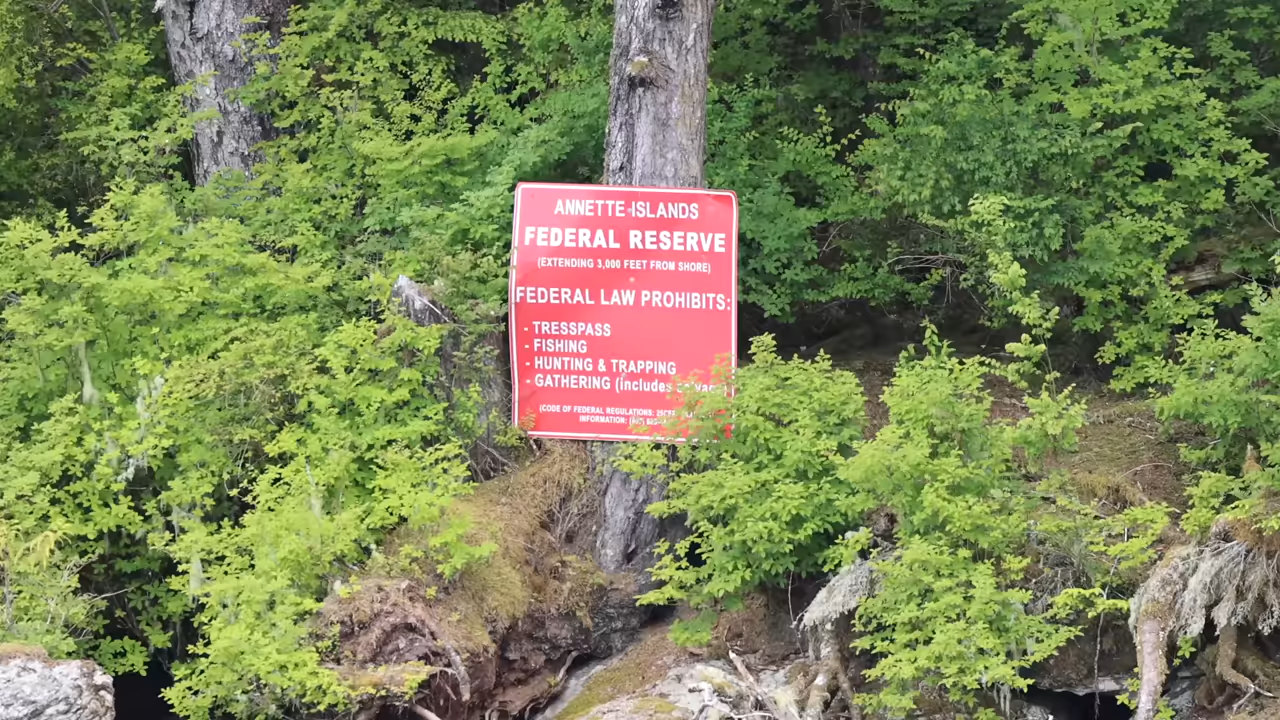 ANNETTE ISLANDS
FEDERAL RESERVE
(EXTENDING 3,000 FEET FROM SHORE)
FEDERAL LAW PROHIBITS:
- TRESSPASS
- FISHING
- HUNTING & TRAPPING
- GATHERING (includes
(CODE OF FEDERAL REGULATIONS:
INFORMATION: